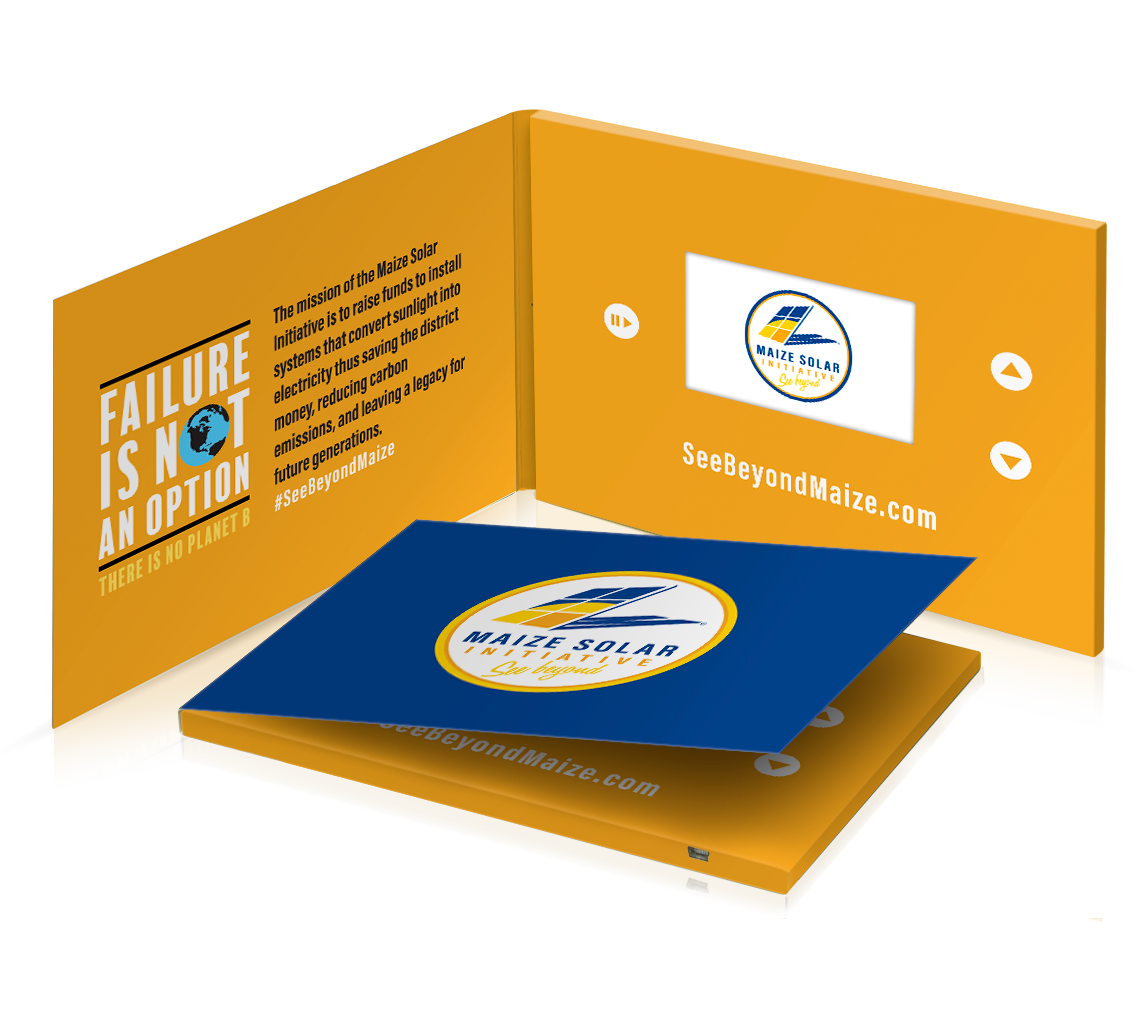 FAILURE
IS NOT
AN OPTION
THERE IS NO PLANET B
The mission of the Maize Solar
Initiative is to raise funds to install
systems that convert sunlight into
electricity thus saving the district
money, reducing carbon
emissions, and leaving a legacy for
future generations.
#SeeBeyondMaize
MAIZE SOLAR
INITIATIVE
See beyond
SeeBeyondMaize.com
MAIZE SOLAR
INITIATIVE
See beyond
SeeBeyondMaize.com